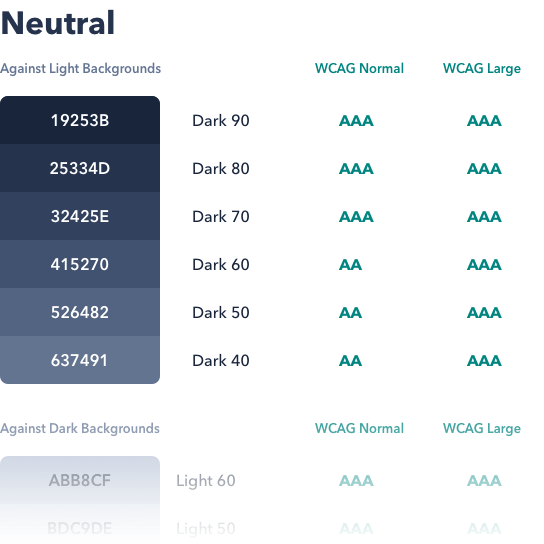 Neutral
Against Light Backgrounds WCAG Normal WCAG Large
19253B Dark 90 AAA AAA
25334D Dark 80 AAA AAA
32425E Dark 70 AAA AAA
415270 Dark 60 AA AAA
526482 Dark 50 AA AAA
637491 Dark 40 AA AAA
Against Dark Backgrounds WCAG Normal WCAG Large
ABB8CF Light 60 AAA AAA
BDC9DE Light 50 AAA AAA